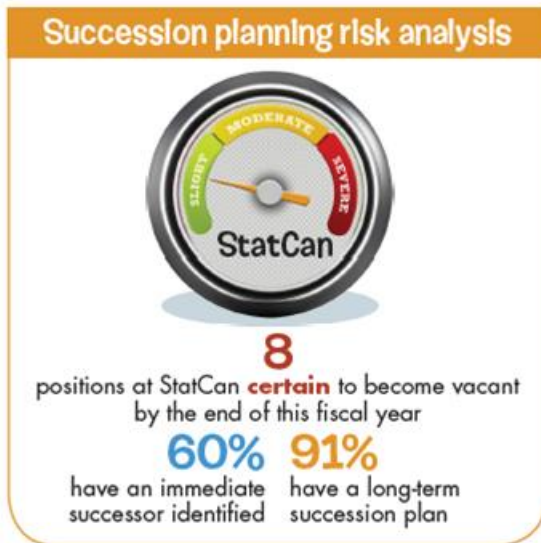 Succession planning risk analysis
SLIGHT
MODERATE
SEVERE
StatCan
8
positions at StatCan certain to become vacant
by the end of this fiscal year
60%
have an immediate
successor identified
91%
have a long-term
succession plan